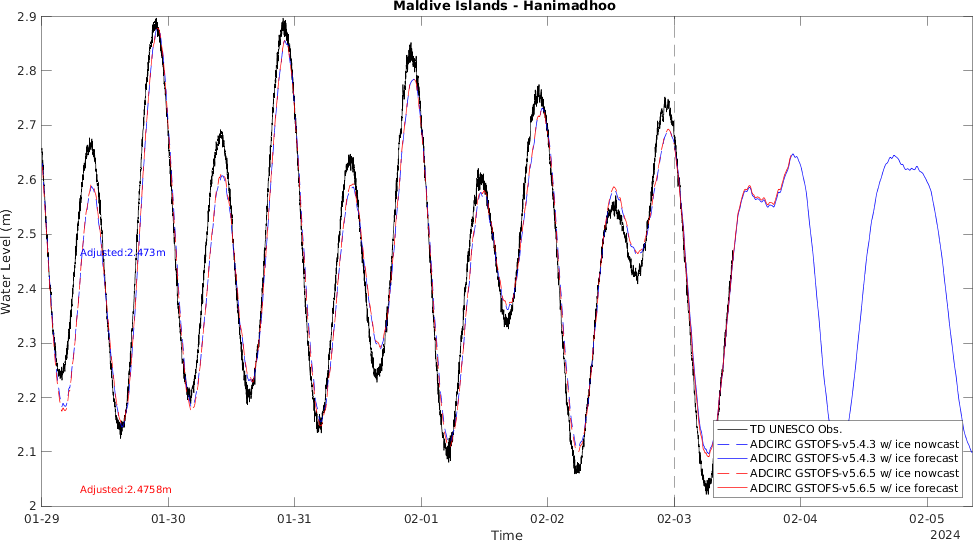 Maldive Islands - Hanimadhoo
2.9
2.8
2.7
2.6
2.5
2.4
2.3
2.2
2.1
2
Water Level (m)
Adjusted:2.473m
Adjusted:2.4758m
TD UNESCO Obs.
ADCIRC GSTOFS-v5.4.3 w/ ice nowcast
ADCIRC GSTOFS-v5.4.3 w/ ice forecast
ADCIRC GSTOFS-v5.6.5 w/ ice nowcast
ADCIRC GSTOFS-v5.6.5 w/ ice forecast
01-29 01-30 01-31 02-01 02-02 02-03 02-04 02-05
Time
2024